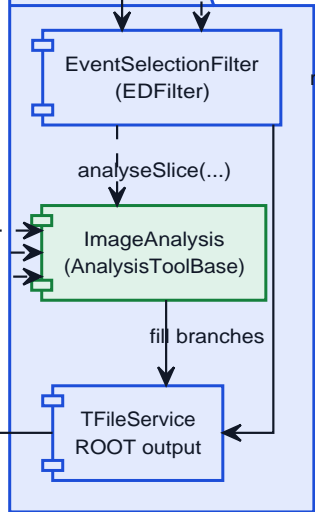 EventSelectionFilter
(EDFilter)
analyseSlice(...)
ImageAnalysis
(AnalysisToolBase)
fill branches
TFileService
ROOT output